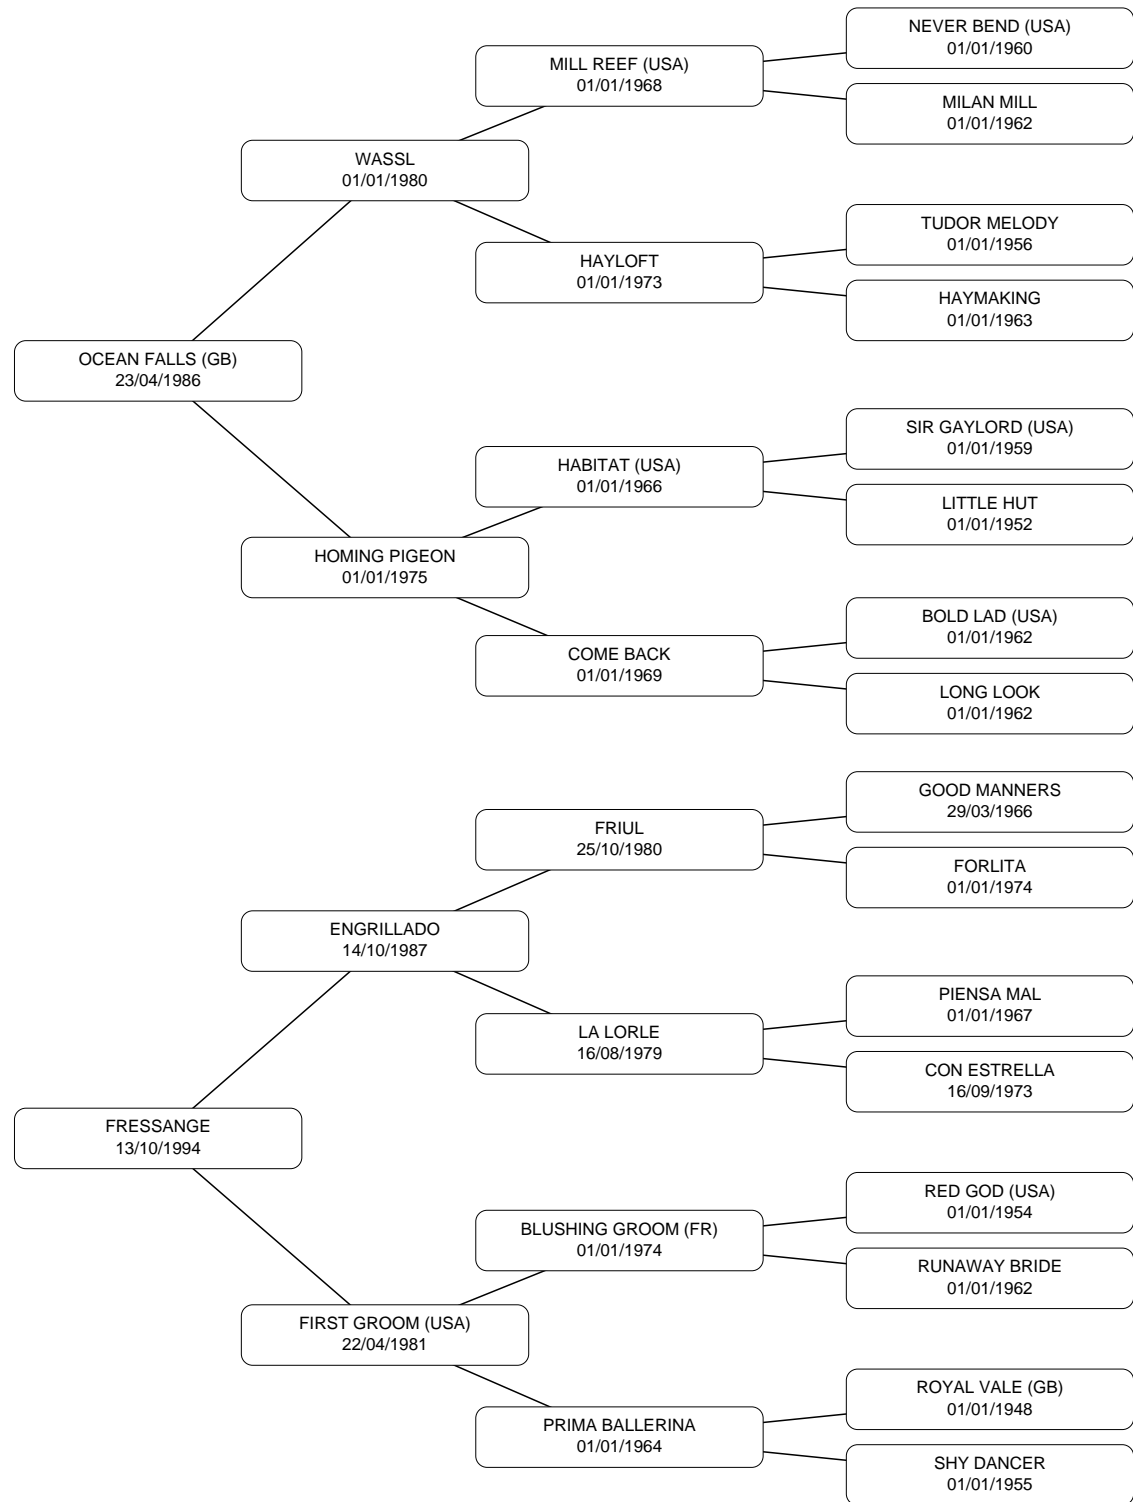 NEVER BEND (USA)
01/01/1960
MILL REEF (USA)
01/01/1968
MILAN MILL
01/01/1962
WASSL
01/01/1980
TUDOR MELODY
01/01/1956
HAYLOFT
01/01/1973
HAYMAKING
01/01/1963
OCEAN FALLS (GB)
23/04/1986
SIR GAYLORD (USA)
01/01/1959
HABITAT (USA)
01/01/1966
LITTLE HUT
01/01/1952
HOMING PIGEON
01/01/1975
BOLD LAD (USA)
01/01/1962
COME BACK
01/01/1969
LONG LOOK
01/01/1962
GOOD MANNERS
29/03/1966
FRIUL
25/10/1980
FORLITA
01/01/1974
ENGRILLADO
14/10/1987
PIENSA MAL
01/01/1967
LA LORLE
16/08/1979
CON ESTRELLA
16/09/1973
FRESSANGE
13/10/1994
RED GOD (USA)
01/01/1954
BLUSHING GROOM (FR)
01/01/1974
RUNAWAY BRIDE
01/01/1962
FIRST GROOM (USA)
22/04/1981
ROYAL VALE (GB)
01/01/1948
PRIMA BALLERINA
01/01/1964
SHY DANCER
01/01/1955